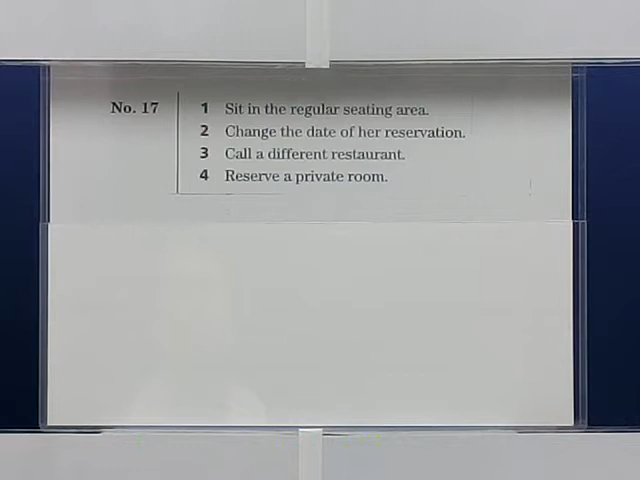 No. 17
1 Sit in the regular seating area.
2 Change the date of her reservation.
3 Call a different restaurant.
4 Reserve a private room.